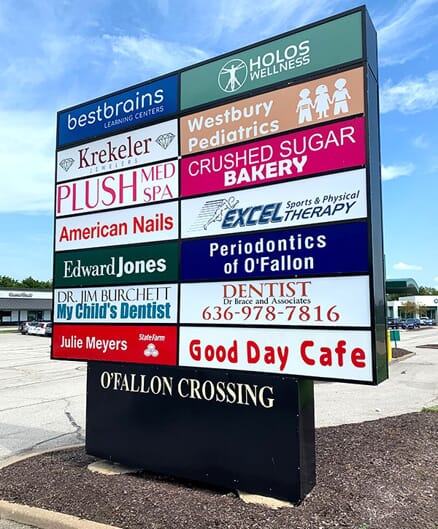 bestbrains
LEARNING CENTERS
HOLOS
WELLNESS
Krekeler
JEWELERS
Westbury
Pediatrics
PLUSH MED
SPA
CRUSHED SUGAR
BAKERY
American Nails
EXCEL Sports & Physical
THERAPY
Edward Jones
Periodontics
of O'Fallon
DR. JIM BURCHETT
My Child's Dentist
DENTIST
Dr Brace and Associates
636-978-7816
Julie Meyers StateFarm
Good Day Cafe
O'FALLON CROSSING